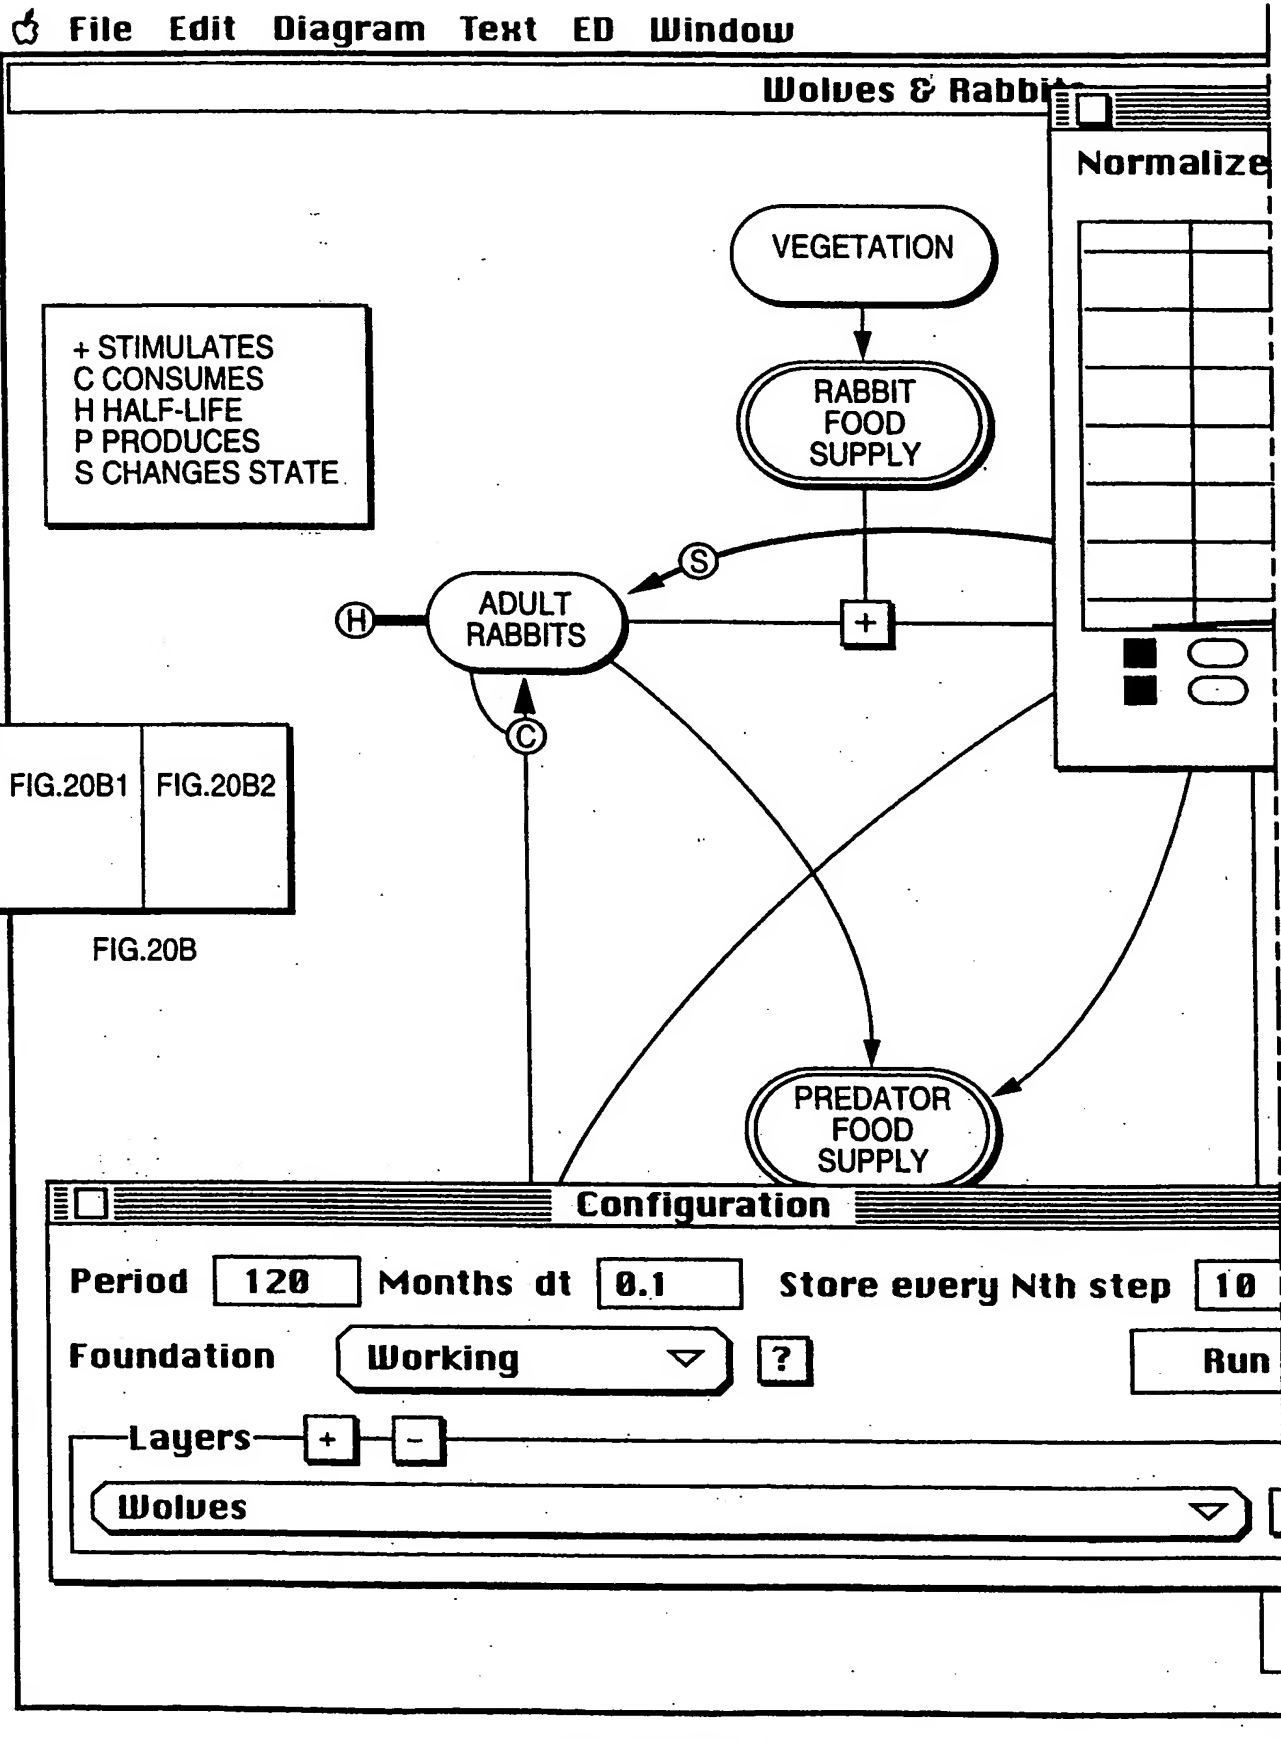 File Edit Diagram Text ED Window
Wolves & Rabbits
Normalize
VEGETATION
+ STIMULATES
C CONSUMES
H HALF-LIFE
P PRODUCES
S CHANGES STATE
RABBIT
FOOD
SUPPLY
S
H
ADULT
RABBITS
+
C
FIG.20B1 FIG.20B2
FIG.20B
PREDATOR
FOOD
SUPPLY
Configuration
Period 120 Months dt 0.1 Store every Nth step 10
Foundation Working ? Run
Layers + -
Wolves